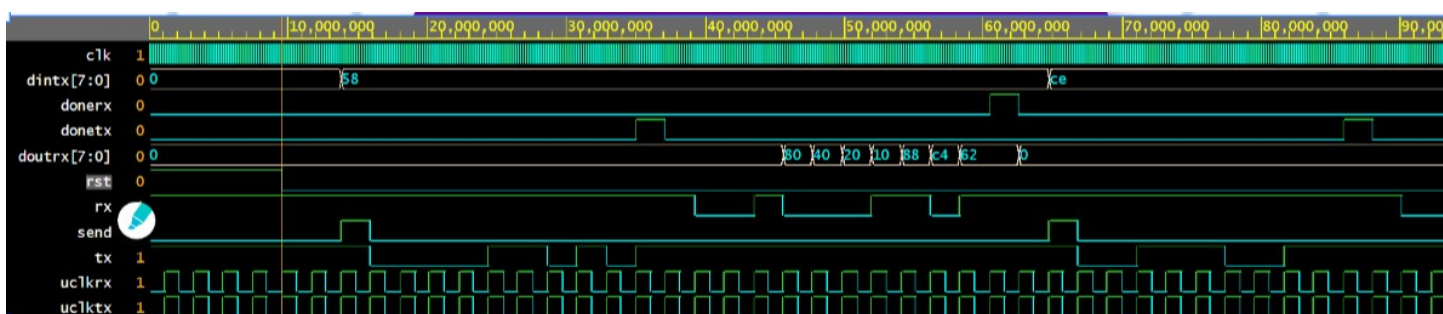 0 10,000,000 20,000,000 30,000,000 40,000,000 50,000,000 60,000,000 70,000,000 80,000,000 90,00
clk 1
dintx[7:0] 0 0 58 ce
donerx 0
donetx 0
doutrx[7:0] 0 0 80 40 20 10 88 c4 62 0
rst 0
rx
send
tx 1
uclkrx 1
uclktx 1